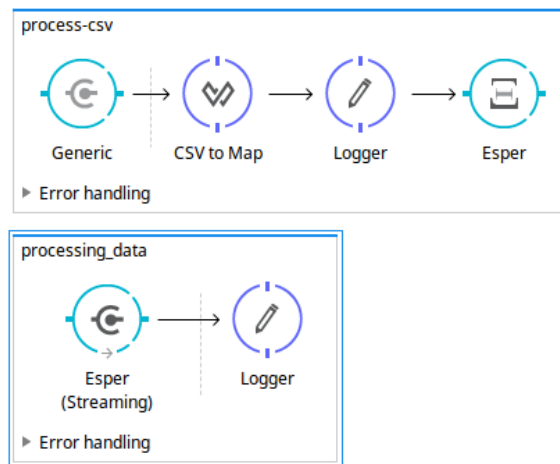 process-csv
Generic
CSV to Map
Logger
Esper
Error handling
processing_data
Esper
(Streaming)
Logger
Error handling